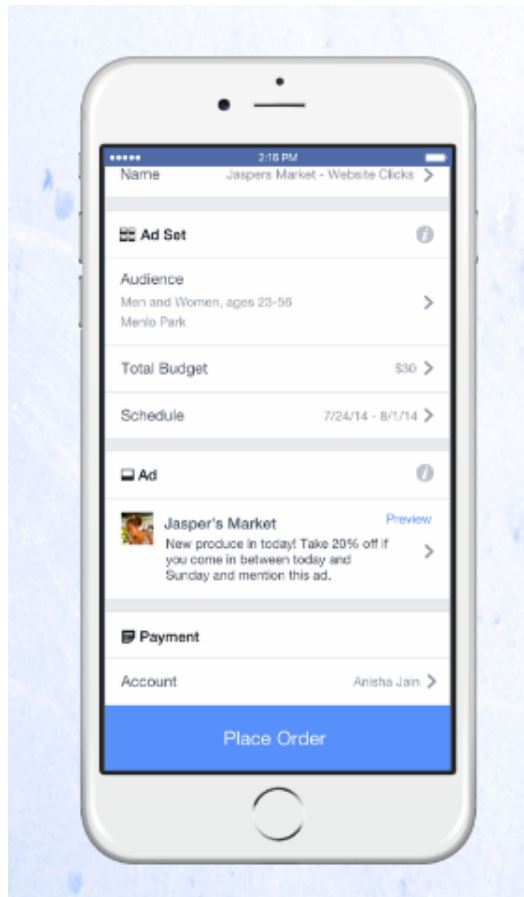 2:16 PM
Name Jaspers Market - Website Clicks
Ad Set
Audience
Men and Women, ages 23-56
Menlo Park
Total Budget $30
Schedule 7/24/14 - 8/1/14
Ad
Jasper's Market Preview
New produce in today! Take 20% off if
you come in between today and
Sunday and mention this ad.
Payment
Account Anisha Jain
Place Order